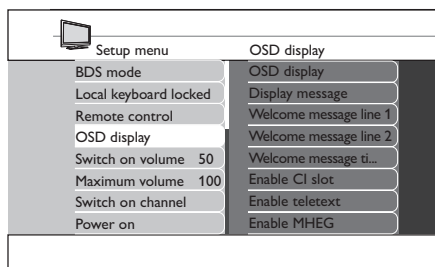 Setup menu
OSD display
BDS mode
Local keyboard locked
Remote control
OSD display
Switch on volume 50
Maximum volume 100
Switch on channel
Power on
OSD display
Display message
Welcome message line 1
Welcome message line 2
Welcome message ti...
Enable CI slot
Enable teletext
Enable MHEG